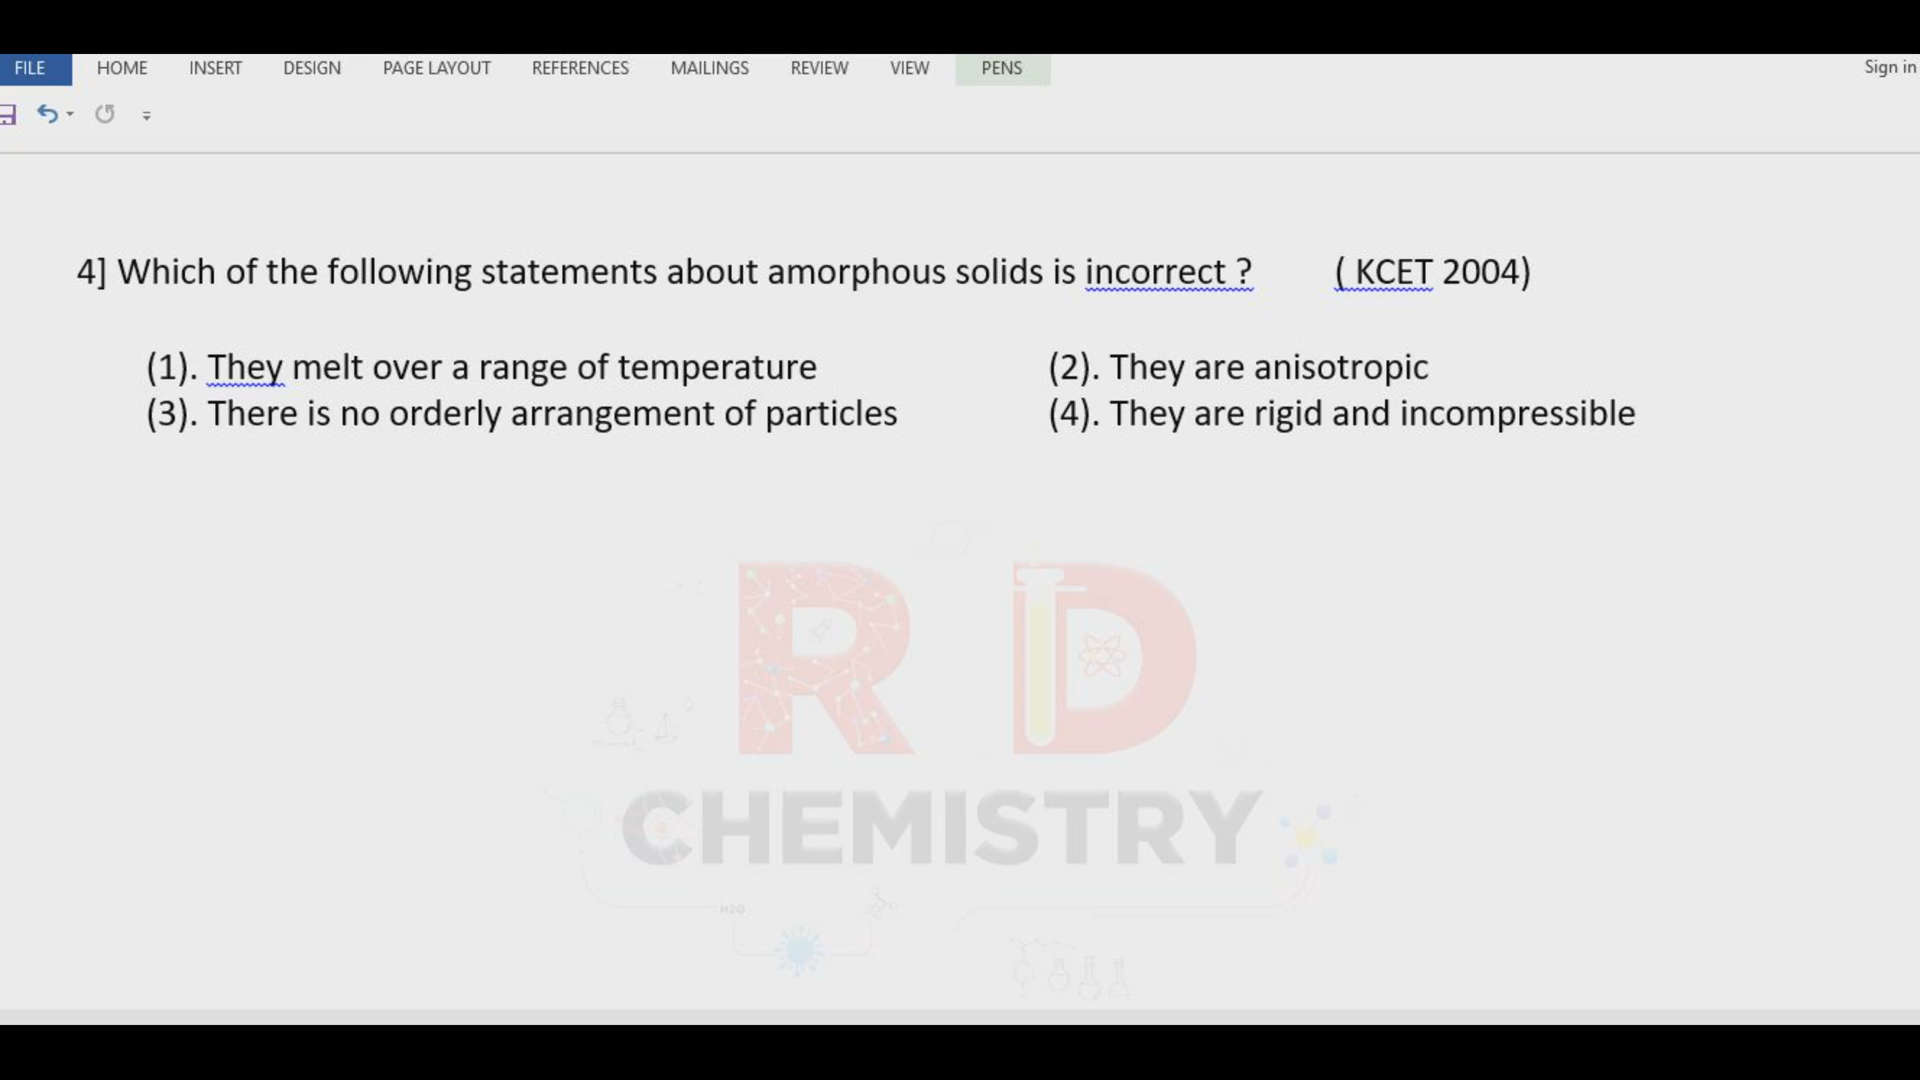 FILE HOME INSERT DESIGN PAGE LAYOUT REFERENCES MAILINGS REVIEW VIEW PENS Sign in
4] Which of the following statements about amorphous solids is incorrect ? ( KCET 2004)
(1). They melt over a range of temperature (2). They are anisotropic
(3). There is no orderly arrangement of particles (4). They are rigid and incompressible
R D
CHEMISTRY
H2O